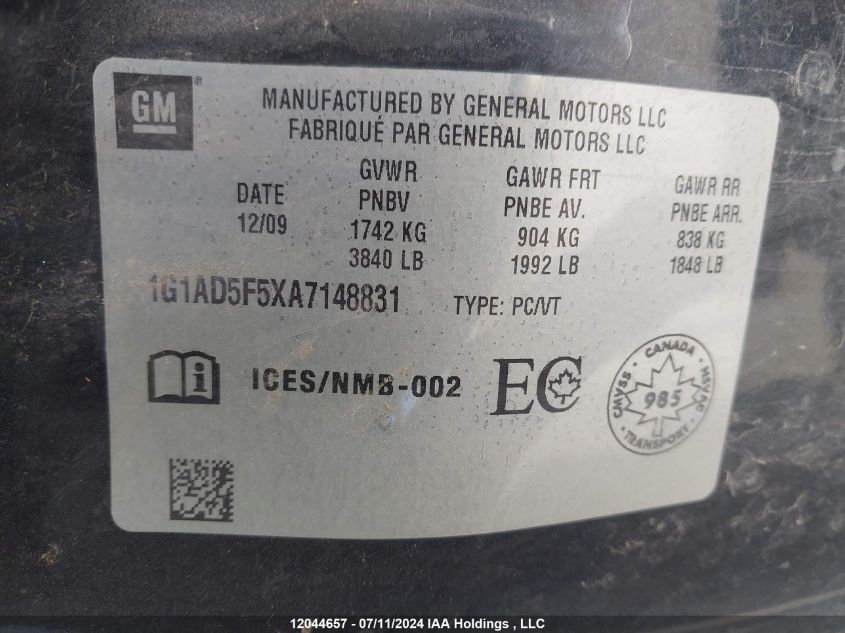 GM ®
MANUFACTURED BY GENERAL MOTORS LLC
FABRIQUÉ PAR GENERAL MOTORS LLC
DATE
12/09
GVWR
PNBV
1742 KG
3840 LB
GAWR FRT
PNBE AV.
904 KG
1992 LB
GAWR RR
PNBE ARR.
838 KG
1848 LB
1G1AD5F5XA7148831 TYPE: PC/VT
i ICES/NMB-002 EC
CANADA
CMVSS 985 NSVAC
TRANSPORT
12044657 - 07/11/2024 IAA Holdings , LLC